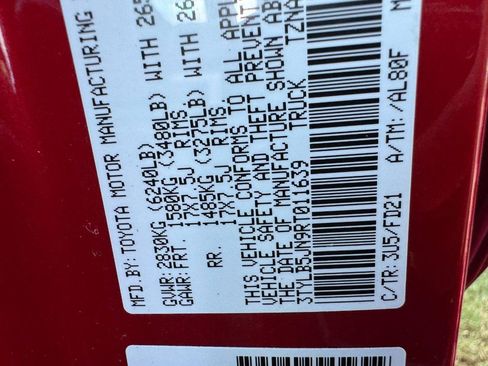 MFD.BY: TOYOTA MOTOR MANUFACTURING
GVWR: 2830KG (6240LB)
GAWR: FRT. 1580KG (3480LB) WITH 265
17X7.5J RIMS
RR. 1485KG (3275LB) WITH 26
17X7.5J RIMS
THIS VEHICLE CONFORMS TO ALL APPL
VEHICLE SAFETY AND THEFT PREVENT
THE DATE OF MANUFACTURE SHOWN AB
3TYLB5JN9RT011639 TRUCK TZNA
C/TR: 3U5/FD21 A/TM: /AL80F M